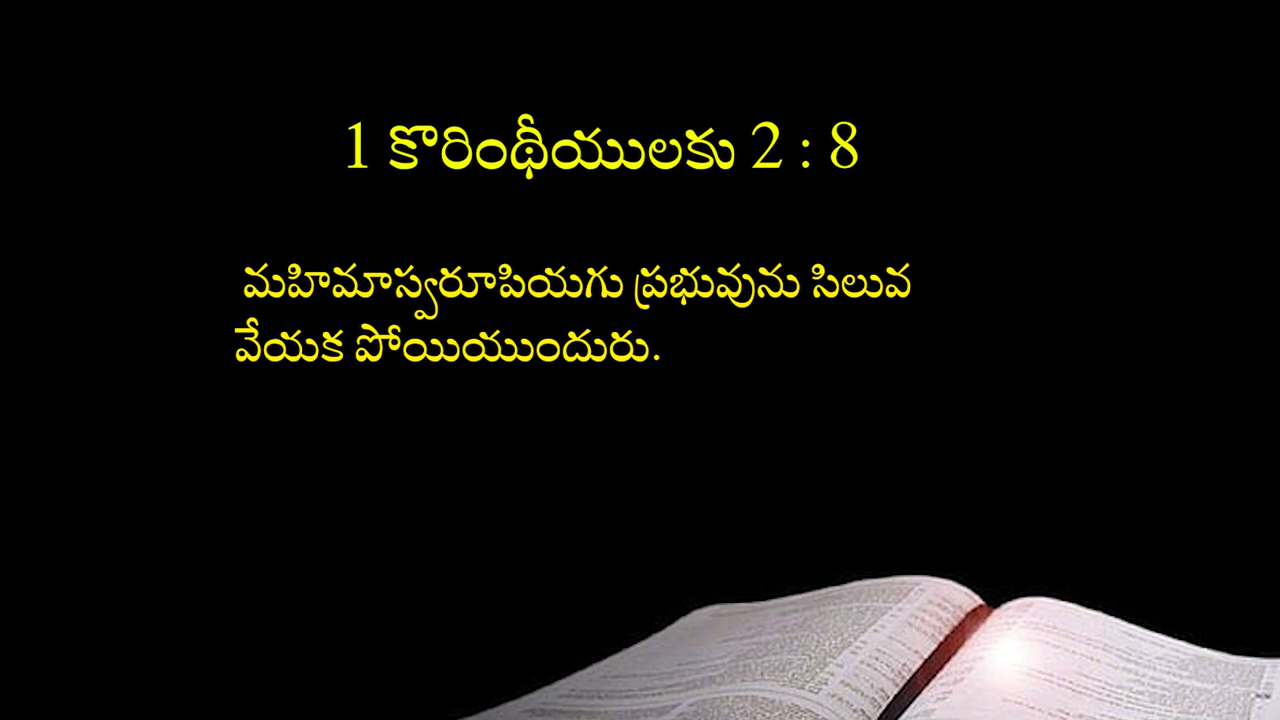 1 కొరింథీయులకు 2 : 8
మహిమాస్వరూపియగు ప్రభువును సిలువ
వేయక పోయియుందురు.